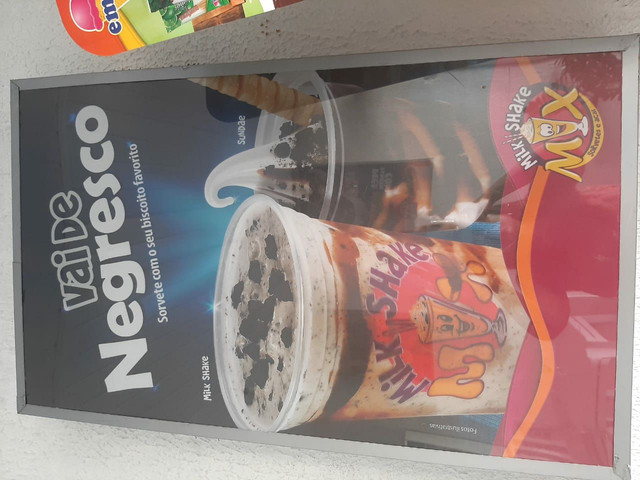 em
Vai De
Negresco
Sorvete com o seu biscoito favorito
SUNDAE
MILK SHAKE
MILK SHAKE
MIX
MILK SHAKE
MIX
Fotos ilustrativas